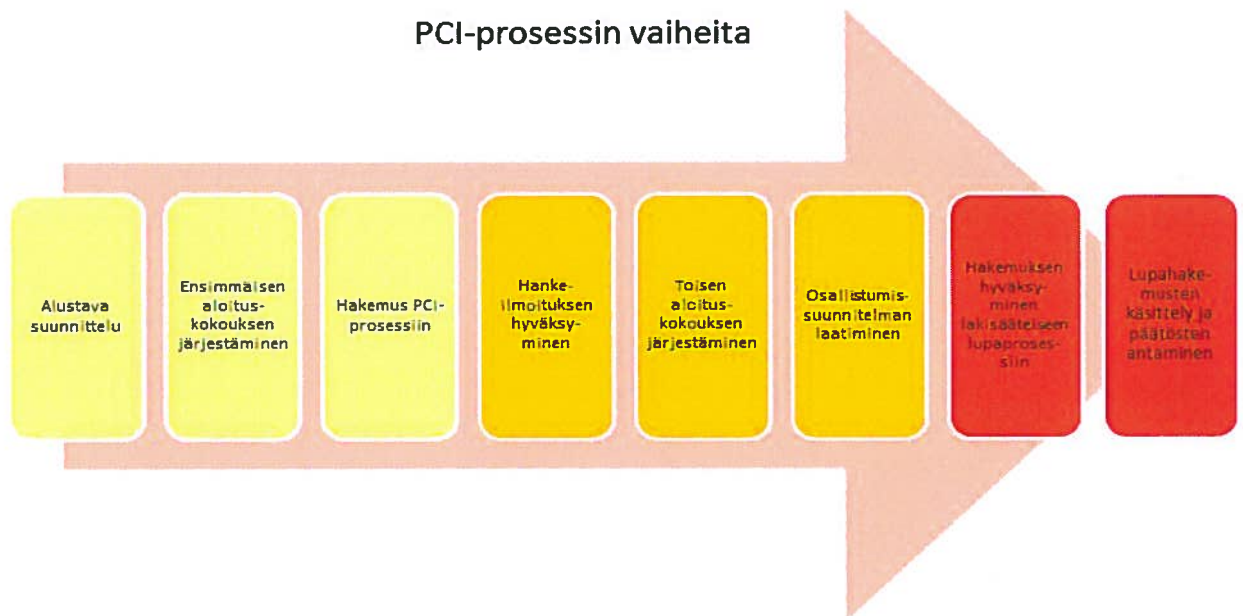 PCI-prosessin vaiheita
Alustava
suunnittelu
Ensimmäisen
aloitus-
kokouksen
järjestäminen
Hakemus PCI-
prosessiin
Hanke-
ilmoituksen
hyväksy-
minen
Toisen
aloitus-
kokouksen
järjestäminen
Osallistumis-
suunnitelman
laatiminen
Hakemuksen
hyväksy-
minen
lakisääteiseen
lupaproses-
siin
Lupahake-
musten
käsittely ja
päätösten
antaminen